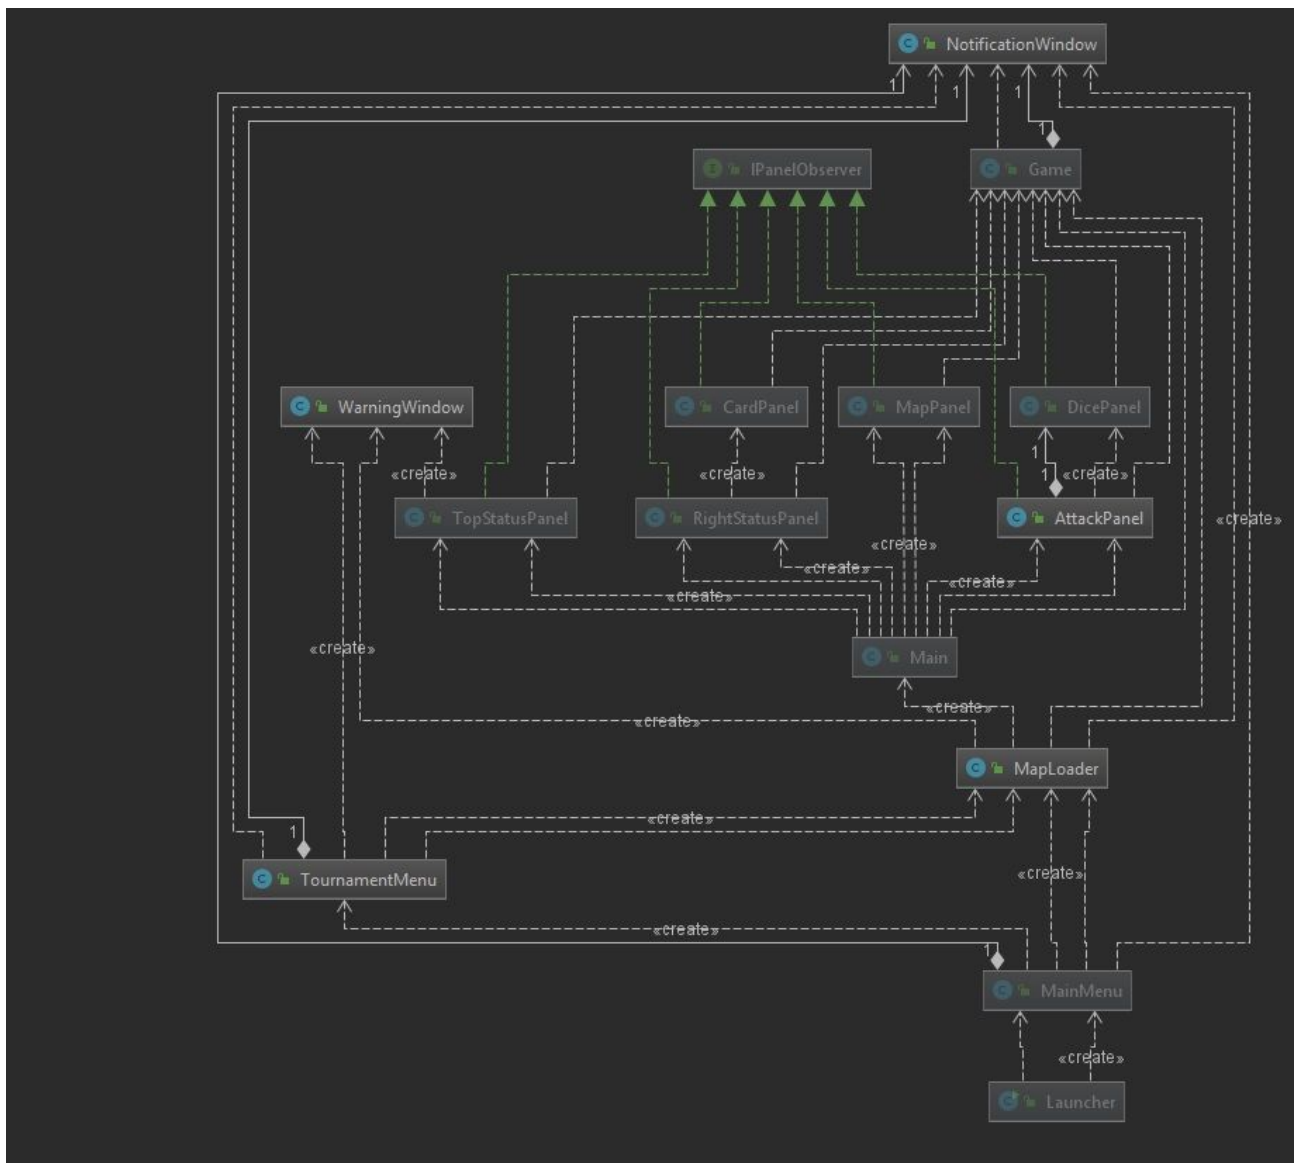 NotificationWindow
1
1
1
1
IPanelObserver
Game
WarningWindow
CardPanel
MapPanel
DicePanel
1
«create»
«create»
1
«create»
TopStatusPanel
RightStatusPanel
AttackPanel
«create»
«create»
«create»
«create»
«create»
Main
«create»
«create»
«create»
MapLoader
«create»
1
TournamentMenu
«create»
«create»
1
MainMenu
«create»
Launcher